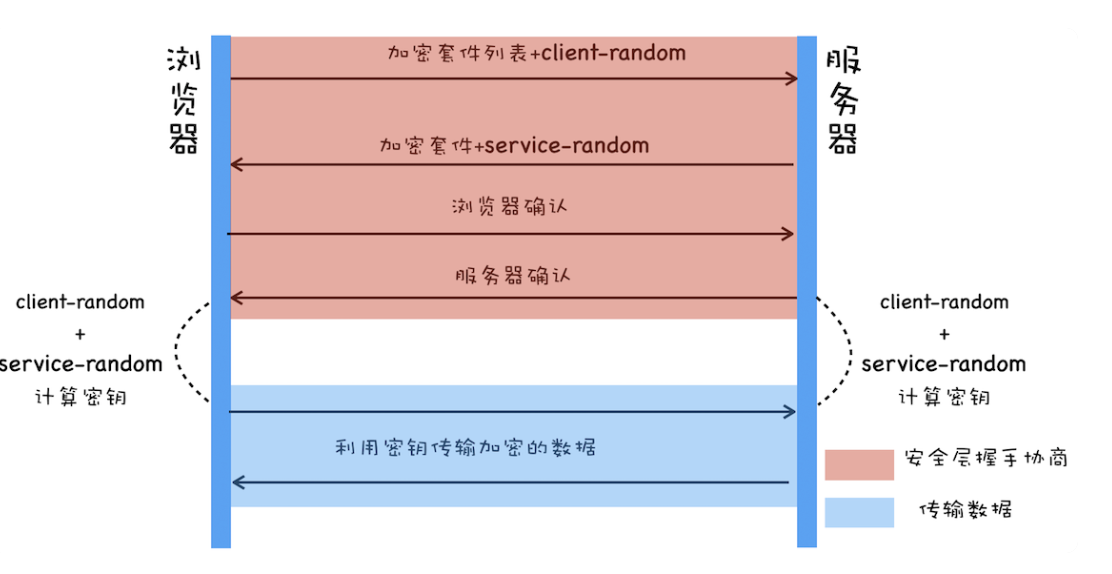 浏览器
服务器
加密套件列表+client-random
加密套件+service-random
浏览器确认
服务器确认
client-random
+
service-random
计算密钥
client-random
+
service-random
计算密钥
利用密钥传输加密的数据
安全层握手协商
传输数据